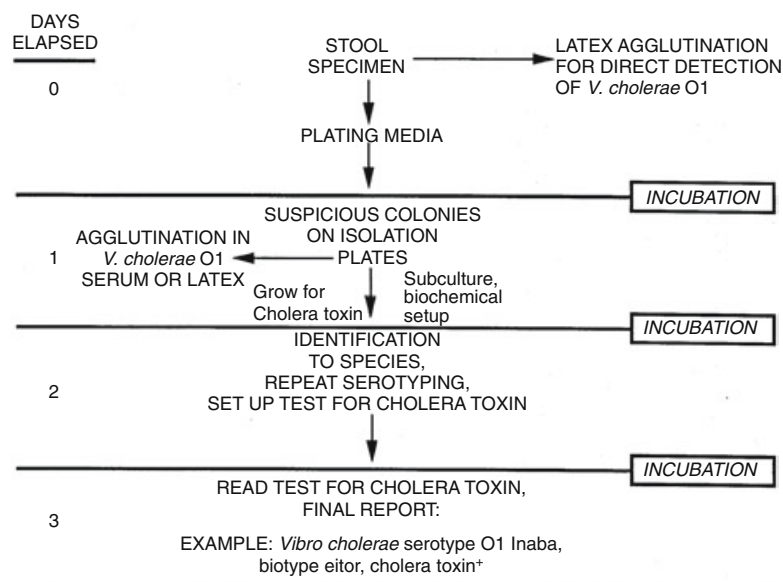 DAYS
ELAPSED
0
STOOL
SPECIMEN
LATEX AGGLUTINATION
FOR DIRECT DETECTION
OF V. cholerae O1
PLATING MEDIA
INCUBATION
1
SUSPICIOUS COLONIES
ON ISOLATION
PLATES
AGGLUTINATION IN
V. cholerae O1
SERUM OR LATEX
Grow for
Cholera toxin
Subculture,
biochemical
setup
INCUBATION
2
IDENTIFICATION
TO SPECIES,
REPEAT SEROTYPING,
SET UP TEST FOR CHOLERA TOXIN
INCUBATION
3
READ TEST FOR CHOLERA TOXIN,
FINAL REPORT:
EXAMPLE: Vibro cholerae serotype O1 Inaba,
biotype eitor, cholera toxin+